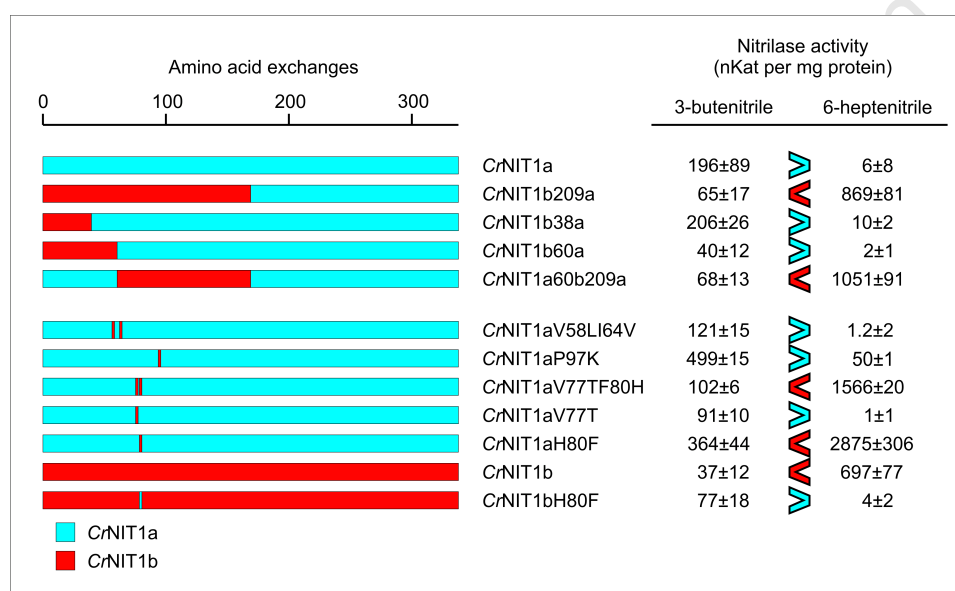 Nitrilase activity
Amino acid exchanges
(nKat per mg protein)
0 100 200 300
3-butenitrile 6-heptenitrile
CrNIT1a 196±89 > 6±8
CrNIT1b209a 65±17 < 869±81
CrNIT1b38a 206±26 > 10±2
CrNIT1b60a 40±12 > 2±1
CrNIT1a60b209a 68±13 < 1051±91
CrNIT1aV58LI64V 121±15 > 1.2±2
CrNIT1aP97K 499±15 > 50±1
CrNIT1aV77TF80H 102±6 < 1566±20
CrNIT1aV77T 91±10 > 1±1
CrNIT1aH80F 364±44 < 2875±306
CrNIT1b 37±12 < 697±77
CrNIT1bH80F 77±18 > 4±2
CrNIT1a
CrNIT1b